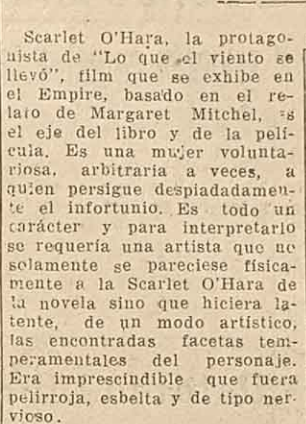 Scarlet O'Hara, la protago-
nista de "Lo que el viento se
llevó", film que se exhibe en
el Empire, basado en el re-
lato de Margaret Mitchel, es
el eje del libro y de la pelí-
cula. Es una mujer volunta-
riosa, arbitraria a veces, a
quien persigue despiadadamen-
te el infortunio. Es todo un
carácter y para interpretarlo
se requería una artista que no
solamente se pareciese física-
mente a la Scarlet O'Hara de
la novela sino que hiciera la-
tente, de un modo artístico,
las encontradas facetas tem-
peramentales del personaje.
Era imprescindible que fuera
pelirroja, esbelta y de tipo ner-
vioso.